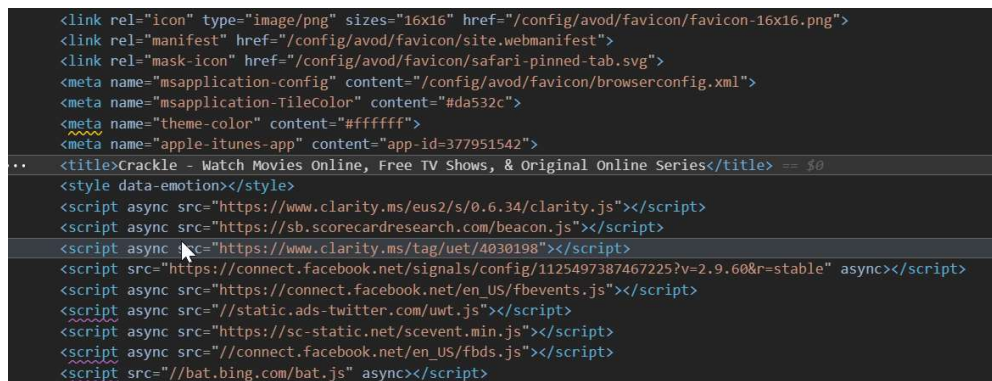 <link rel="icon" type="image/png" sizes="16x16" href="/config/avod/favicon/favicon-16x16.png">
<link rel="manifest" href="/config/avod/favicon/site.webmanifest">
<link rel="mask-icon" href="/config/avod/favicon/safari-pinned-tab.svg">
<meta name="msapplication-config" content="/config/avod/favicon/browserconfig.xml">
<meta name="msapplication-TileColor" content="#da532c">
<meta name="theme-color" content="#ffffff">
<meta name="apple-itunes-app" content="app-id=377951542">
... <title>Crackle - Watch Movies Online, Free TV Shows, & Original Online Series</title> == $0
<style data-emotion></style>
<script async src="https://www.clarity.ms/eus2/s/0.6.34/clarity.js"></script>
<script async src="https://sb.scorecardresearch.com/beacon.js"></script>
<script async src="https://www.clarity.ms/tag/uet/4030198"></script>
<script src="https://connect.facebook.net/signals/config/1125497387467225?v=2.9.60&r=stable" async></script>
<script async src="https://connect.facebook.net/en_US/fbevents.js"></script>
<script async src="//static.ads-twitter.com/uwt.js"></script>
<script async src="https://sc-static.net/scevent.min.js"></script>
<script async src="//connect.facebook.net/en_US/fbds.js"></script>
<script src="//bat.bing.com/bat.js" async></script>